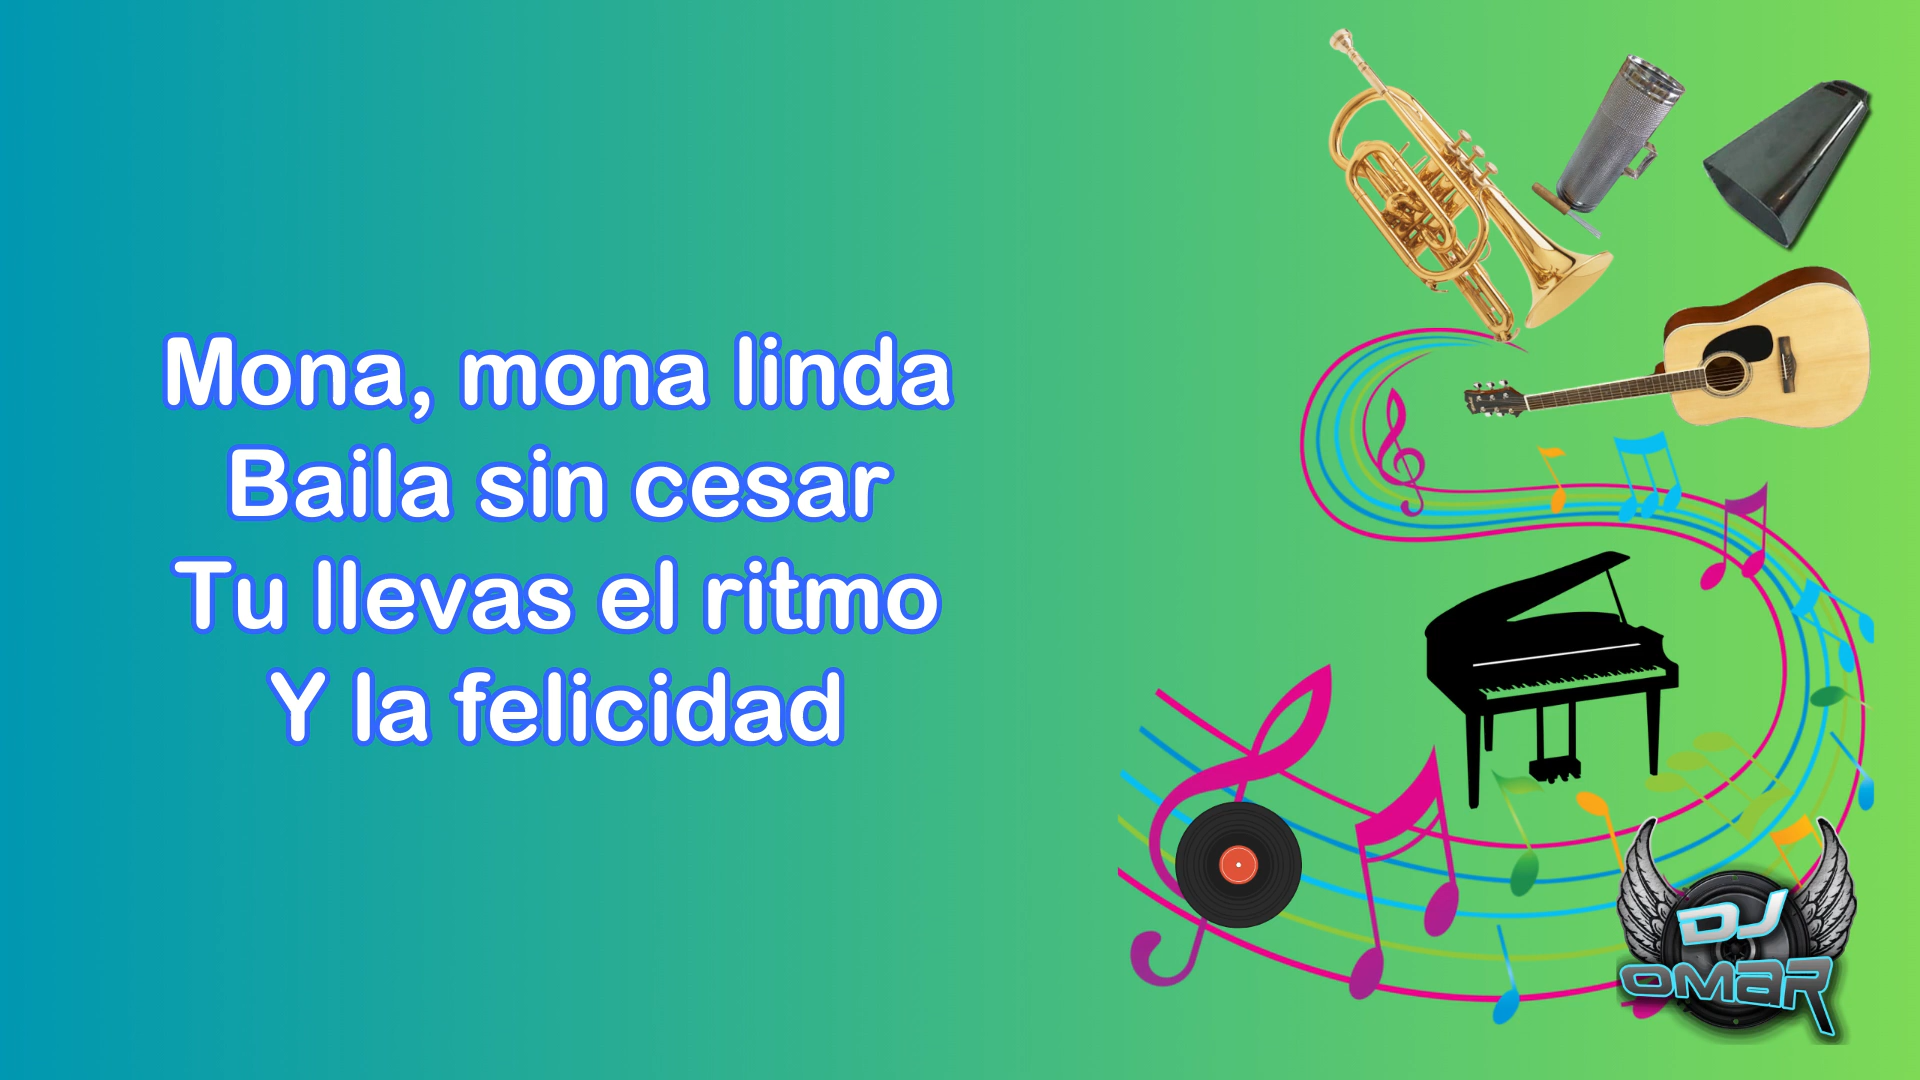 Mona, mona linda
Baila sin cesar
Tu llevas el ritmo
Y la felicidad
DJ
OMAR